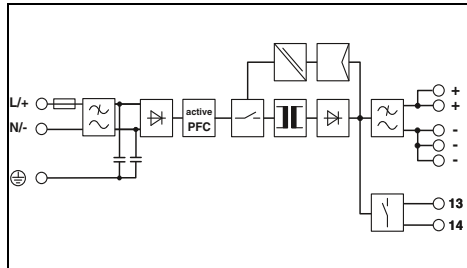 L/+
N/-
active
PFC
+
+
-
-
-
13
14